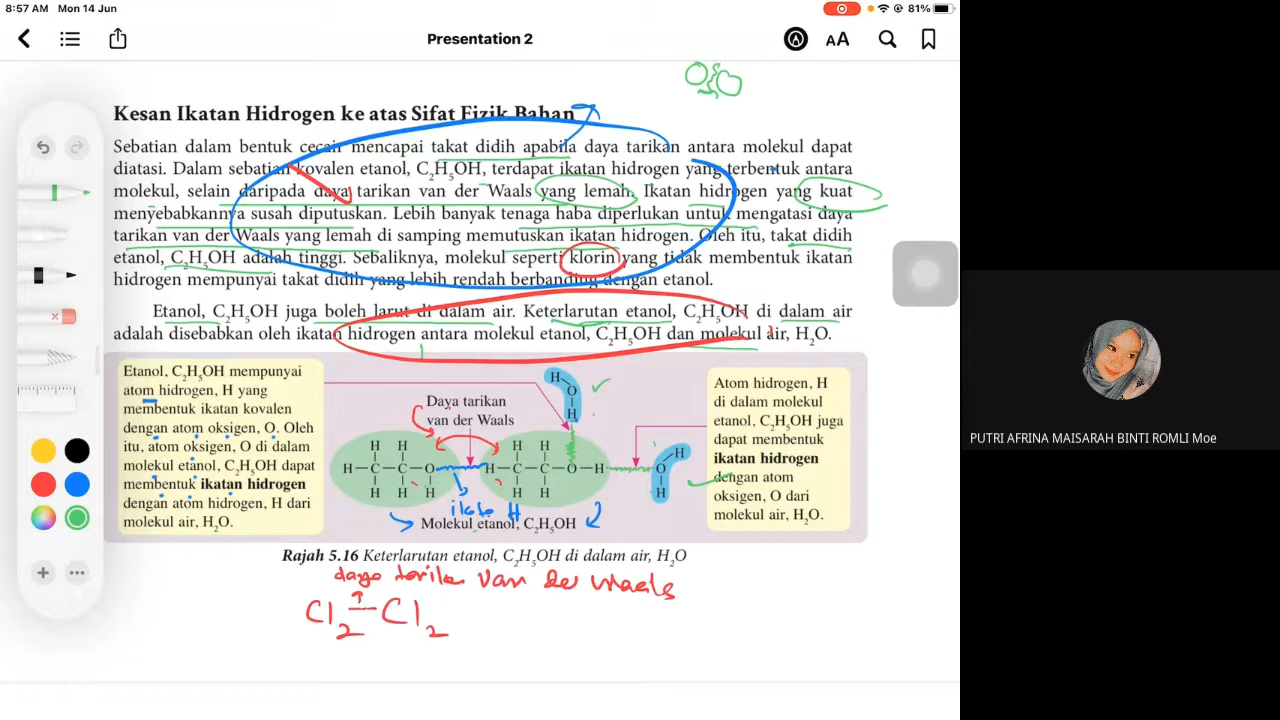 8:57 AM Mon 14 Jun
81%
Presentation 2
AA
Kesan Ikatan Hidrogen ke atas Sifat Fizik Bahan
Sebatian dalam bentuk cecair mencapai takat didih apabila daya tarikan antara molekul dapat
diatasi. Dalam sebatian kovalen etanol, C₂H₅OH, terdapat ikatan hidrogen yang terbentuk antara
molekul, selain daripada daya tarikan van der Waals yang lemah. Ikatan hidrogen yang kuat
menyebabkannya susah diputuskan. Lebih banyak tenaga haba diperlukan untuk mengatasi daya
tarikan van der Waals yang lemah di samping memutuskan ikatan hidrogen. Oleh itu, takat didih
etanol, C₂H₅OH adalah tinggi. Sebaliknya, molekul seperti klorin yang tidak membentuk ikatan
hidrogen mempunyai takat didih yang lebih rendah berbanding dengan etanol.
Etanol, C₂H₅OH juga boleh larut di dalam air. Keterlarutan etanol, C₂H₅OH di dalam air
adalah disebabkan oleh ikatan hidrogen antara molekul etanol, C₂H₅OH dan molekul air, H₂O.
Etanol, C₂H₅OH mempunyai
atom hidrogen, H yang
membentuk ikatan kovalen
dengan atom oksigen, O. Oleh
itu, atom oksigen, O di dalam
molekul etanol, C₂H₅OH dapat
membentuk ikatan hidrogen
dengan atom hidrogen, H dari
molekul air, H₂O.
Daya tarikan
van der Waals
H
O
H
H H H H
H—C—C—O H—C—C—O—H
H H H H H
O H
H
Molekul etanol, C₂H₅OH
Atom hidrogen, H
di dalam molekul
etanol, C₂H₅OH juga
dapat membentuk
ikatan hidrogen
dengan atom
oksigen, O dari
molekul air, H₂O.
Rajah 5.16 Keterlarutan etanol, C₂H₅OH di dalam air, H₂O
van der Waals
Cl₂ — Cl₂
PUTRI AFRINA MAISARAH BINTI ROMLI Moe